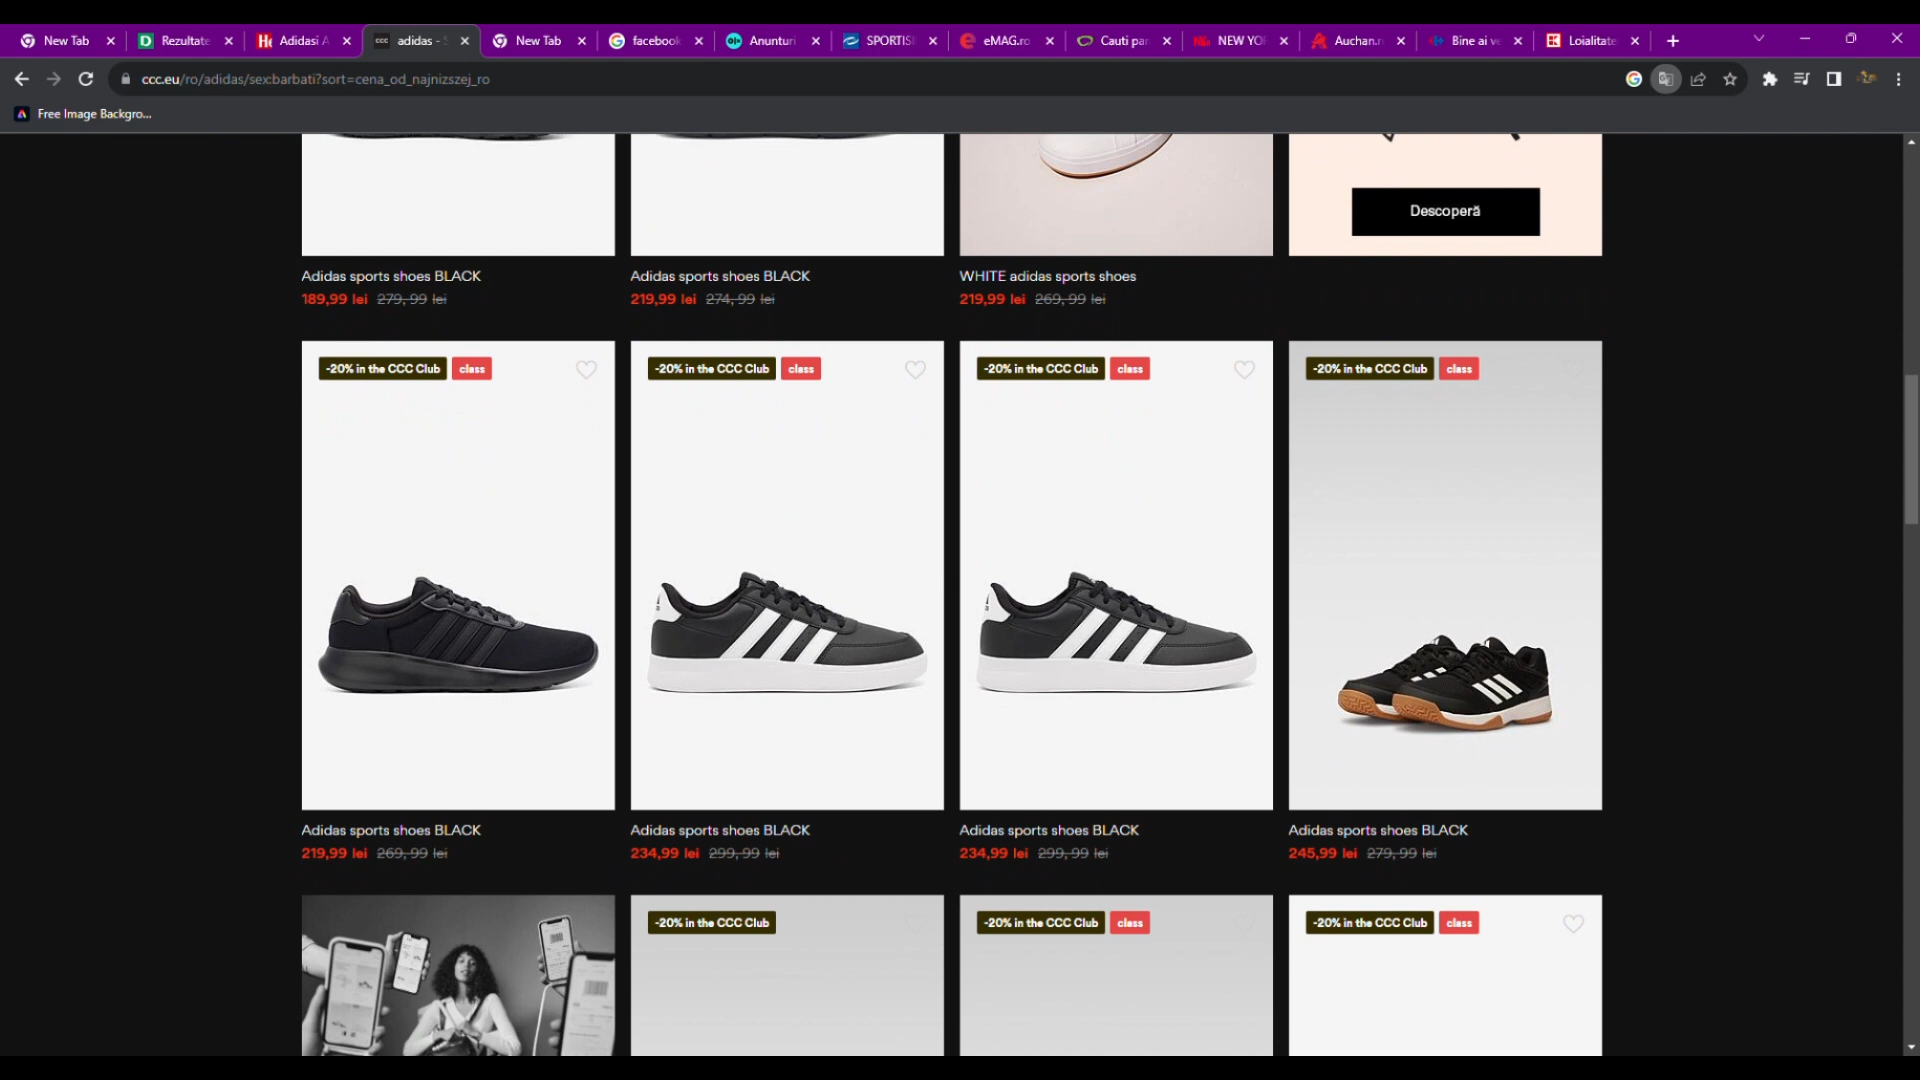 New Tab
Rezultate
Adidasi A
ccc
adidas - S
New Tab
facebook
olx
Anunturi
SPORTIS
eMAG.ro
Cauti par
NEW YO
Auchan.r
Bine ai ve
Loialitate
ccc.eu/ro/adidas/sex:barbati?sort=cena_od_najnizszej_ro
Free Image Backgro...
Descoperă
Adidas sports shoes BLACK
189,99 lei 279,99 lei
Adidas sports shoes BLACK
219,99 lei 274,99 lei
WHITE adidas sports shoes
219,99 lei 269,99 lei
-20% in the CCC Club class
-20% in the CCC Club class
-20% in the CCC Club class
-20% in the CCC Club class
Adidas sports shoes BLACK
219,99 lei 269,99 lei
Adidas sports shoes BLACK
234,99 lei 299,99 lei
Adidas sports shoes BLACK
234,99 lei 299,99 lei
Adidas sports shoes BLACK
245,99 lei 279,99 lei
-20% in the CCC Club
-20% in the CCC Club class
-20% in the CCC Club class